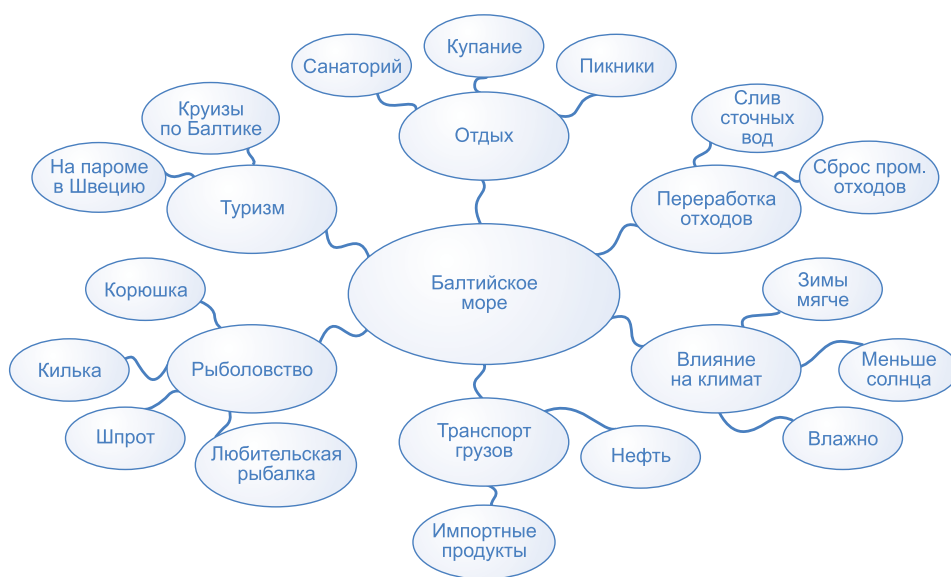 Купание
Санаторий
Пикники
Отдых
Круизы
по Балтике
На пароме
в Швецию
Туризм
Слив
сточных
вод
Сброс пром.
отходов
Переработка
отходов
Балтийское
море
Корюшка
Килька
Рыболовство
Шпрот
Любительская
рыбалка
Зимы
мягче
Влияние
на климат
Меньше
солнца
Влажно
Транспорт
грузов
Нефть
Импортные
продукты